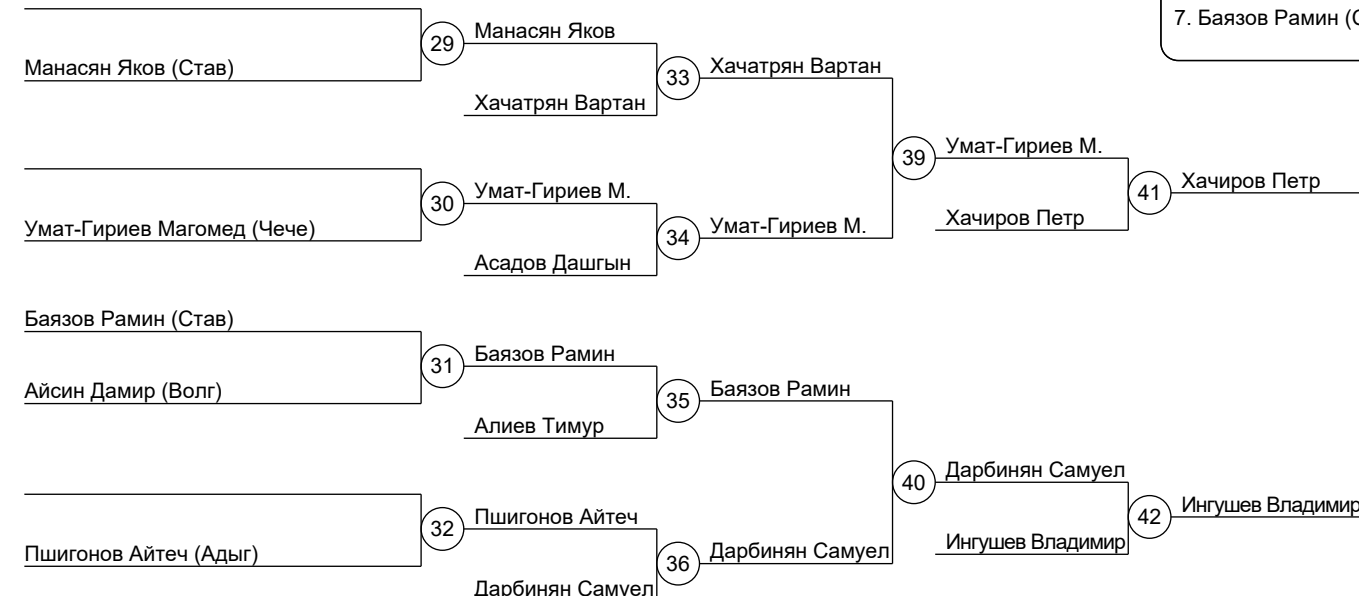 7. Баязов Рамин (
29
Манасян Яков
Манасян Яков (Став)
33
Хачатрян Вартан
Хачатрян Вартан
39
Умат-Гириев М.
41
Хачиров Петр
30
Умат-Гириев М.
Умат-Гириев Магомед (Чече)
34
Умат-Гириев М.
Хачиров Петр
Асадов Дашгын
Баязов Рамин (Став)
31
Баязов Рамин
Айсин Дамир (Волг)
35
Баязов Рамин
Алиев Тимур
40
Дарбинян Самуел
42
Ингушев Владимир
32
Пшигонов Айтеч
Ингушев Владимир
Пшигонов Айтеч (Адыг)
36
Дарбинян Самуел
Дарбинян Самуел